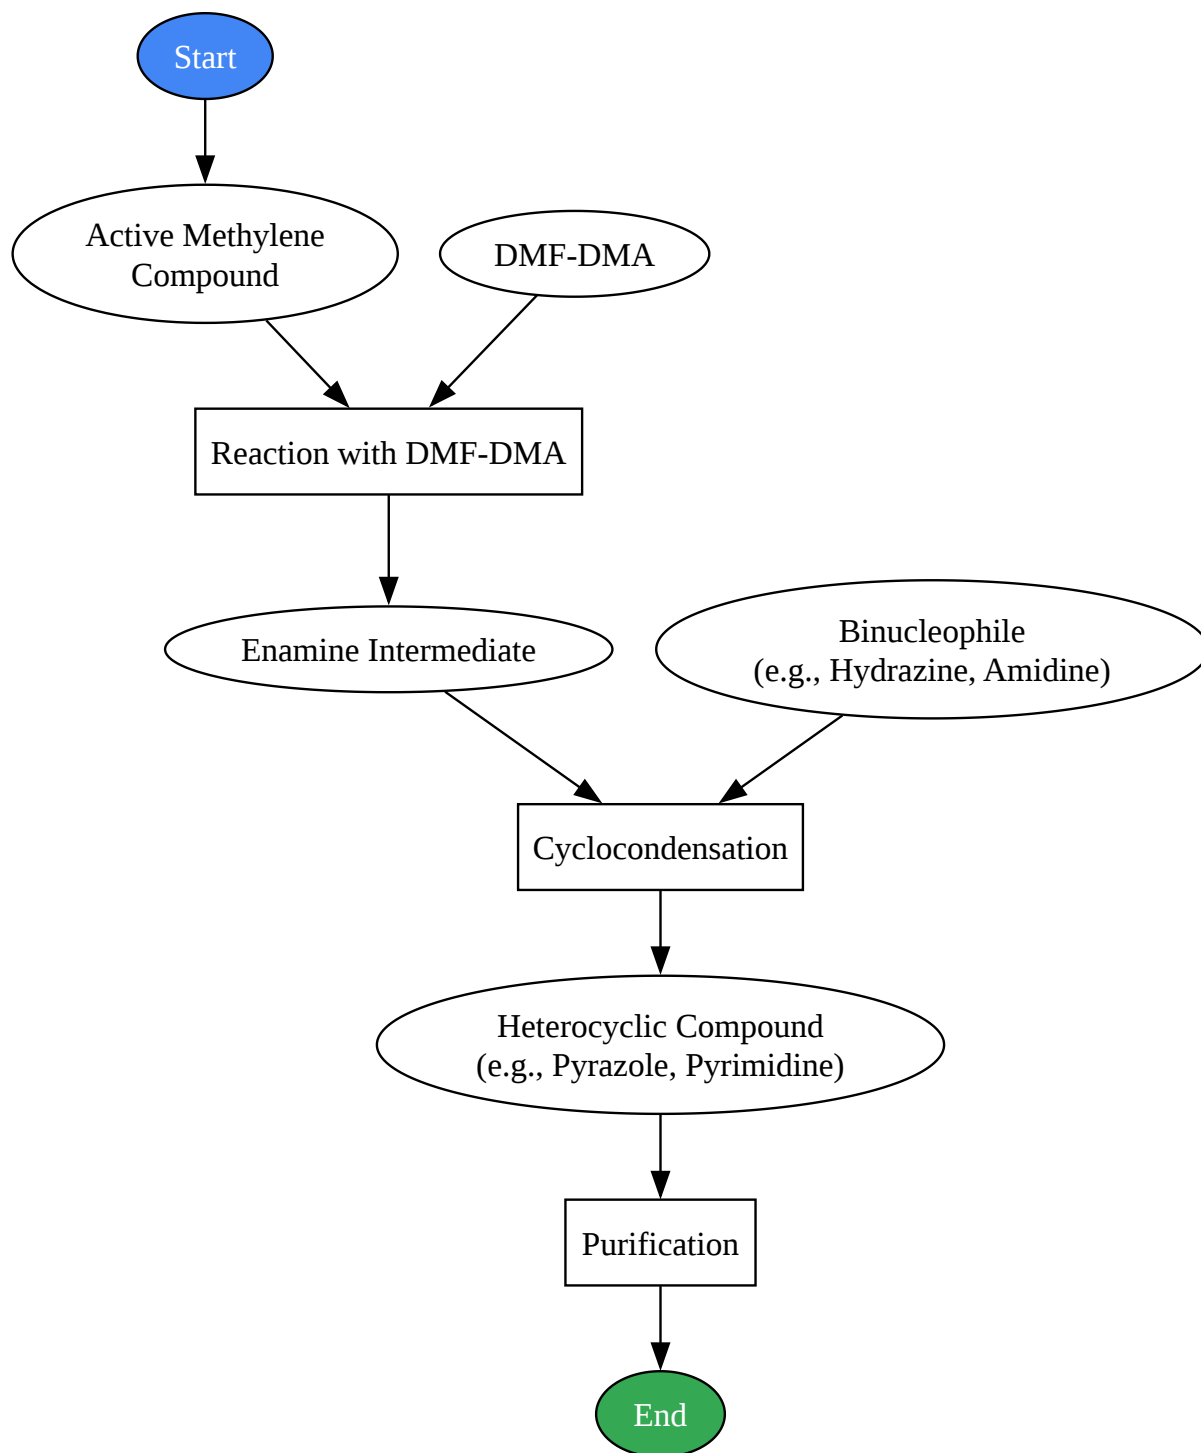 Start
Active Methylene
Compound
DMF-DMA
Reaction with DMF-DMA
Enamine Intermediate
Binucleophile
(e.g., Hydrazine, Amidine)
Cyclocondensation
Heterocyclic Compound
(e.g., Pyrazole, Pyrimidine)
Purification
End